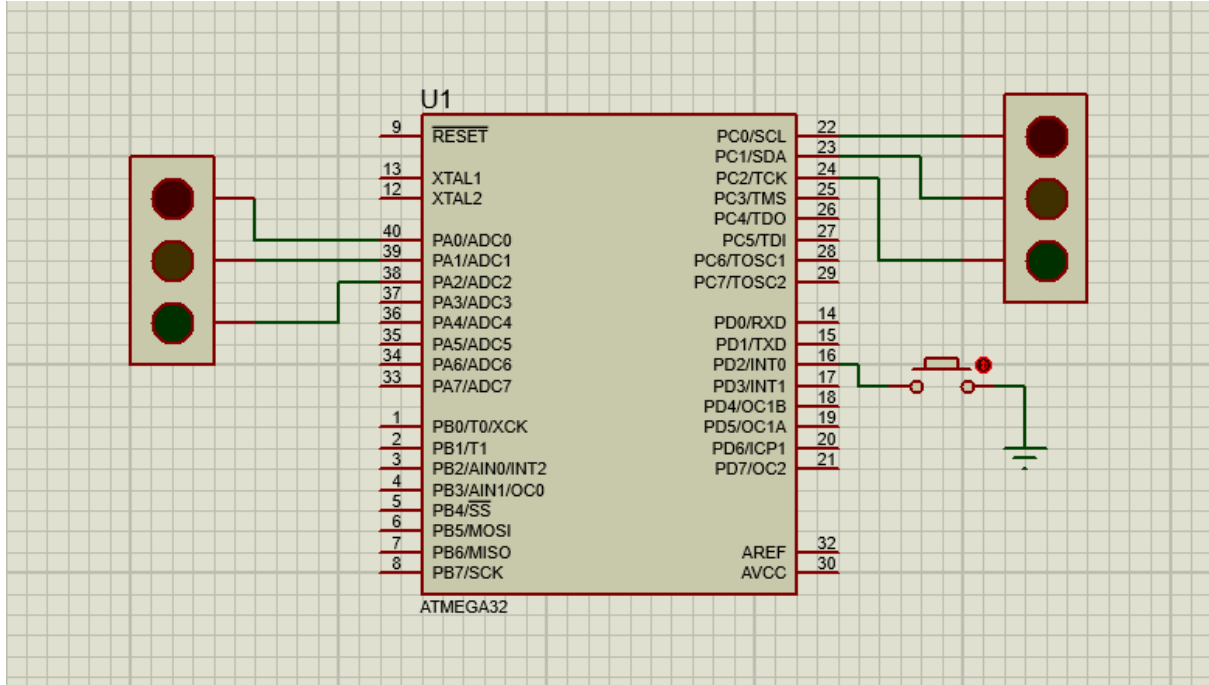 U1
9 RESET
13 XTAL1
12 XTAL2
40 PA0/ADC0
39 PA1/ADC1
38 PA2/ADC2
37 PA3/ADC3
36 PA4/ADC4
35 PA5/ADC5
34 PA6/ADC6
33 PA7/ADC7
1 PB0/T0/XCK
2 PB1/T1
3 PB2/AIN0/INT2
4 PB3/AIN1/OC0
5 PB4/SS
6 PB5/MOSI
7 PB6/MISO
8 PB7/SCK
PC0/SCL 22
PC1/SDA 23
PC2/TCK 24
PC3/TMS 25
PC4/TDO 26
PC5/TDI 27
PC6/TOSC1 28
PC7/TOSC2 29
PD0/RXD 14
PD1/TXD 15
PD2/INT0 16
PD3/INT1 17
PD4/OC1B 18
PD5/OC1A 19
PD6/ICP1 20
PD7/OC2 21
AREF 32
AVCC 30
ATMEGA32